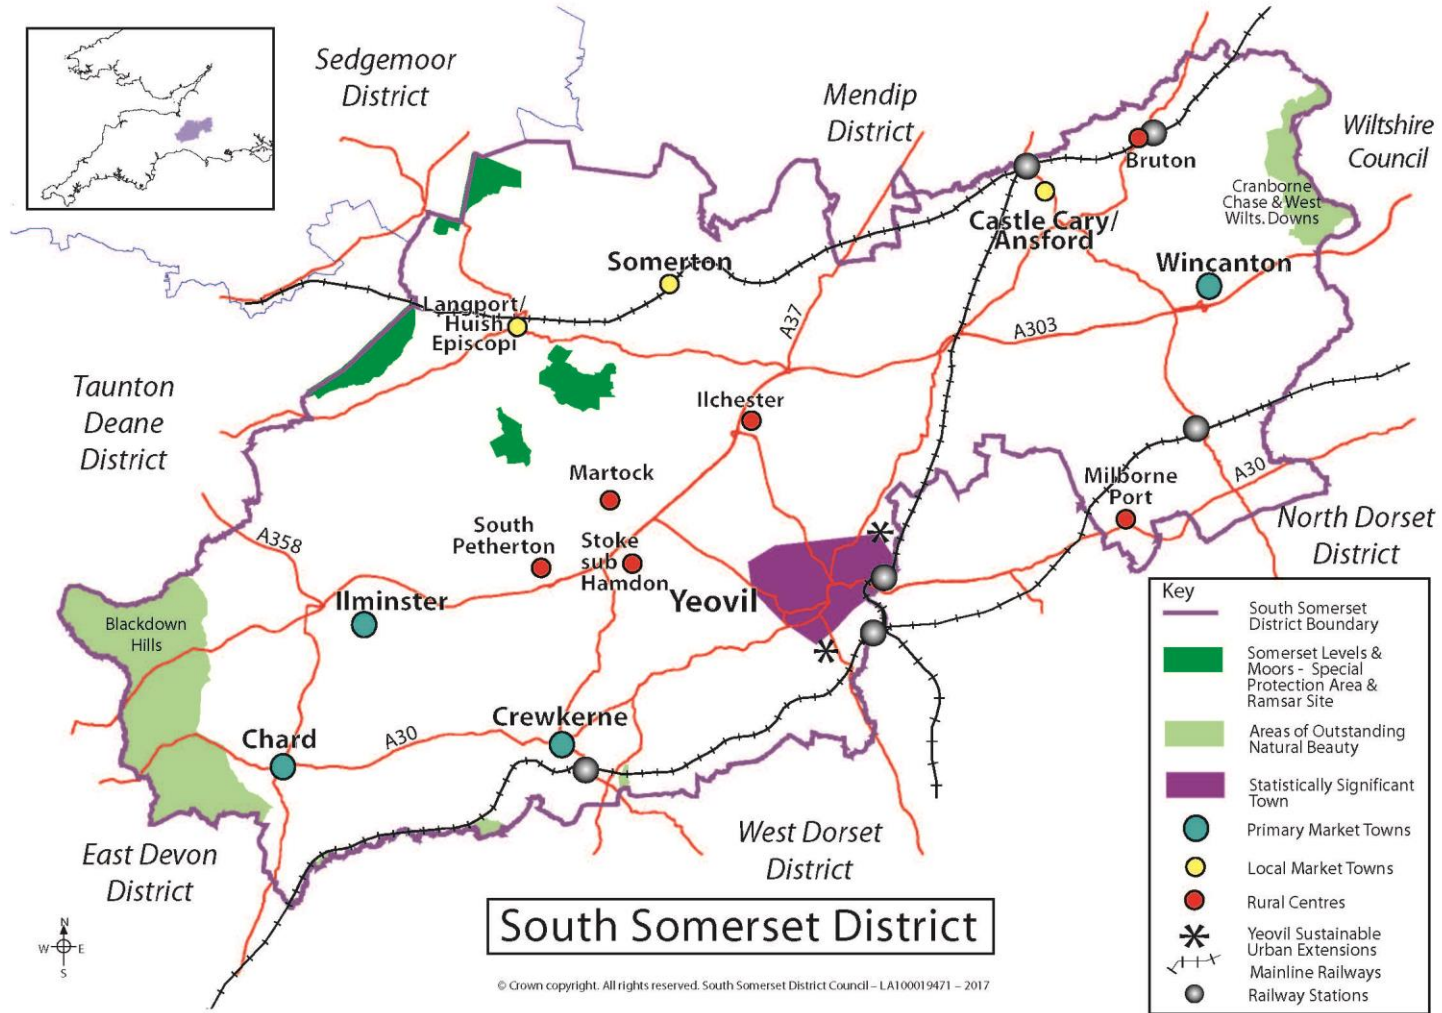 Sedgemoor
District
Mendip
District
Wiltshire
Council
Bruton
Cranborne
Chase & West
Wilts. Downs
Castle Cary/
Ansford
Somerton
Wincanton
Langport/
Huish
Episcopi
A37
A303
Taunton
Deane
District
Ilchester
Martock
Milborne
Port
A30
South
Petherton
Stoke
sub
Hamdon
North Dorset
District
A358
Ilminster
Yeovil
Blackdown
Hills
Crewkerne
Chard
A30
East Devon
District
West Dorset
District
N
W
E
S
South Somerset District
© Crown copyright. All rights reserved. South Somerset District Council – LA100019471 – 2017
Key
South Somerset
District Boundary
Somerset Levels &
Moors - Special
Protection Area &
Ramsar Site
Areas of Outstanding
Natural Beauty
Statistically Significant
Town
Primary Market Towns
Local Market Towns
Rural Centres
Yeovil Sustainable
Urban Extensions
Mainline Railways
Railway Stations